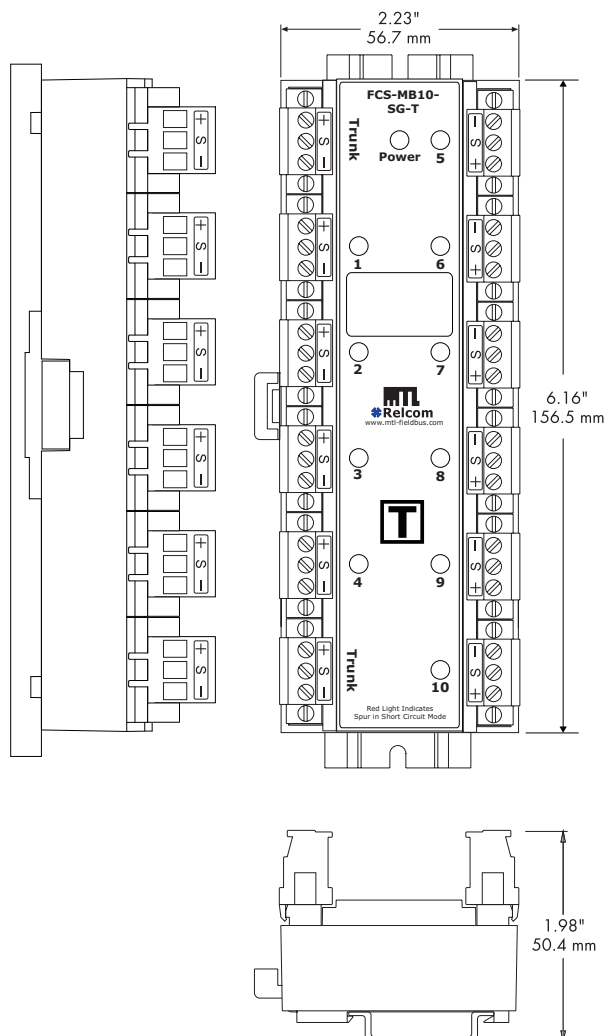 2.23"
56.7 mm
FCS-MB10-
SG-T
Trunk
Power
5
+ S -
- S +
+ S -
1
6
+ S -
- S +
+ S -
2
7
+ S -
- S +
+ S -
MTL
Relcom
www.mtl-fieldbus.com
6.16"
156.5 mm
3
8
+ S -
- S +
+ S -
T
4
9
+ S -
- S +
+ S -
Trunk
10
+ S -
- S +
+ S -
Red Light Indicates
Spur in Short Circuit Mode
1.98"
50.4 mm